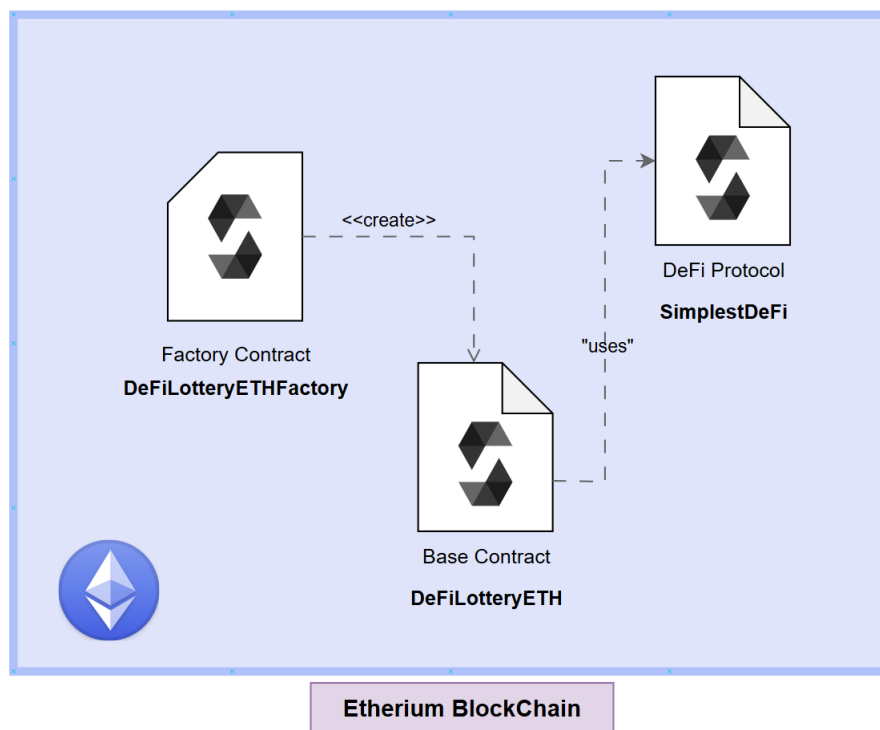 <<create>>
DeFi Protocol
SimplestDeFi
"uses"
Factory Contract
DeFiLotteryETHFactory
Base Contract
DeFiLotteryETH
Etherium BlockChain